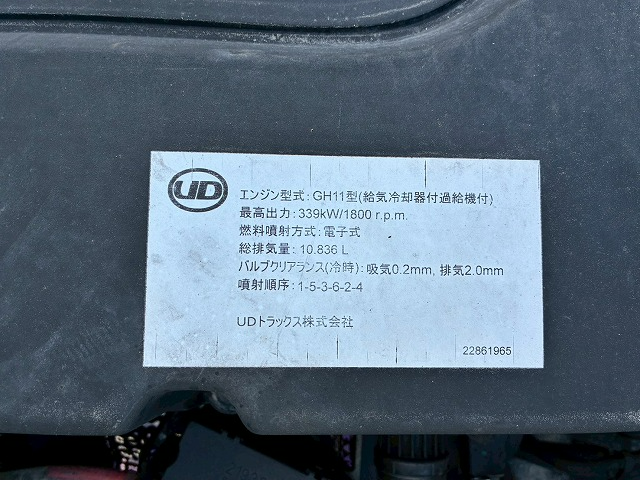 UD
エンジン型式: GH11型(給気冷却器付過給機付)
最高出力: 339kW/1800 r.p.m.
燃料噴射方式: 電子式
総排気量: 10.836 L
バルブクリアランス(冷時): 吸気0.2mm, 排気2.0mm
噴射順序: 1-5-3-6-2-4
UDトラックス株式会社
22861965